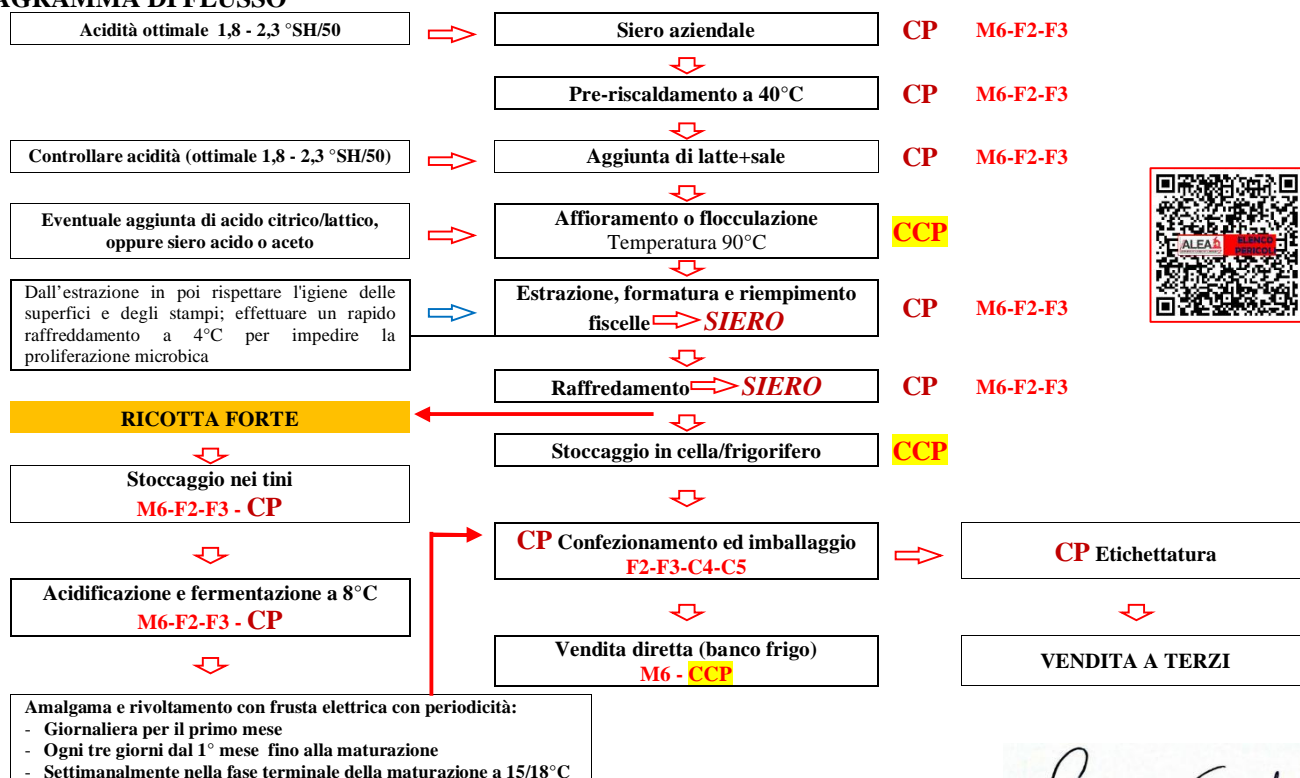 AGRAMMA DI FLUSSO
Acidità ottimale 1,8 - 2,3 °SH/50
Siero aziendale
CP M6-F2-F3
Pre-riscaldamento a 40°C
CP M6-F2-F3
Controllare acidità (ottimale 1,8 - 2,3 °SH/50)
Aggiunta di latte+sale
CP M6-F2-F3
Eventuale aggiunta di acido citrico/lattico,
oppure siero acido o aceto
Affioramento o flocculazione
Temperatura 90°C
CCP
ALEA
ELENCO
PERICOLI
Dall'estrazione in poi rispettare l'igiene delle
superfici e degli stampi; effettuare un rapido
raffreddamento a 4°C per impedire la
proliferazione microbica
Estrazione, formatura e riempimento
fiscelle SIERO
CP M6-F2-F3
Raffredamento SIERO
CP M6-F2-F3
RICOTTA FORTE
Stoccaggio in cella/frigorifero
CCP
Stoccaggio nei tini
M6-F2-F3 - CP
CP Confezionamento ed imballaggio
F2-F3-C4-C5
CP Etichettatura
Acidificazione e fermentazione a 8°C
M6-F2-F3 - CP
Vendita diretta (banco frigo)
M6 - CCP
VENDITA A TERZI
Amalgama e rivoltamento con frusta elettrica con periodicità:
- Giornaliera per il primo mese
- Ogni tre giorni dal 1° mese fino alla maturazione
- Settimanalmente nella fase terminale della maturazione a 15/18°C